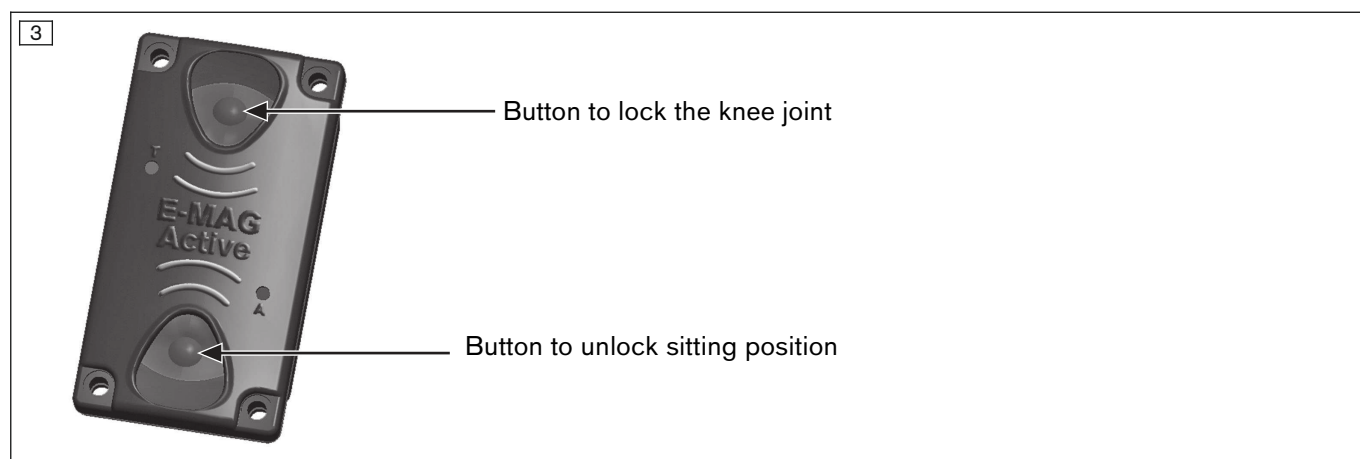 3
Button to lock the knee joint
T
E-MAG
Active
A
Button to unlock sitting position